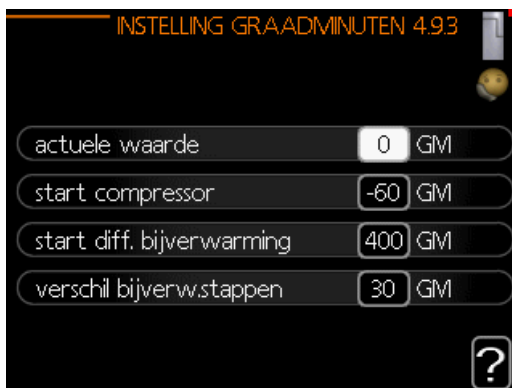 INSTELLING GRAADMINUTEN 4.9.3
actuele waarde 0 GM
start compressor -60 GM
start diff. bijverwarming 400 GM
verschil bijverw.stappen 30 GM
?